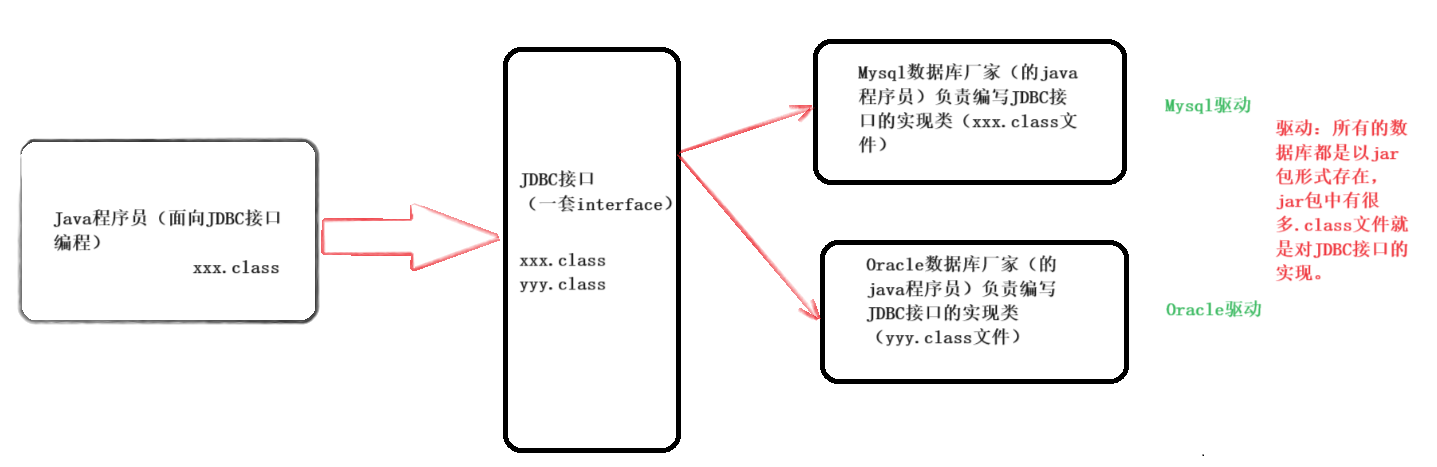 Java程序员（面向JDBC接口
编程）
xxx.class
JDBC接口
（一套interface）
xxx.class
yyy.class
Mysql数据库厂家（的java
程序员）负责编写JDBC接
口的实现类（xxx.class文
件）
Oracle数据库厂家（的
java程序员）负责编写
JDBC接口的实现类
（yyy.class文件）
Mysql驱动
Oracle驱动
驱动：所有的数
据库都是以jar
包形式存在，
jar包中有很
多.class文件就
是对JDBC接口的
实现。